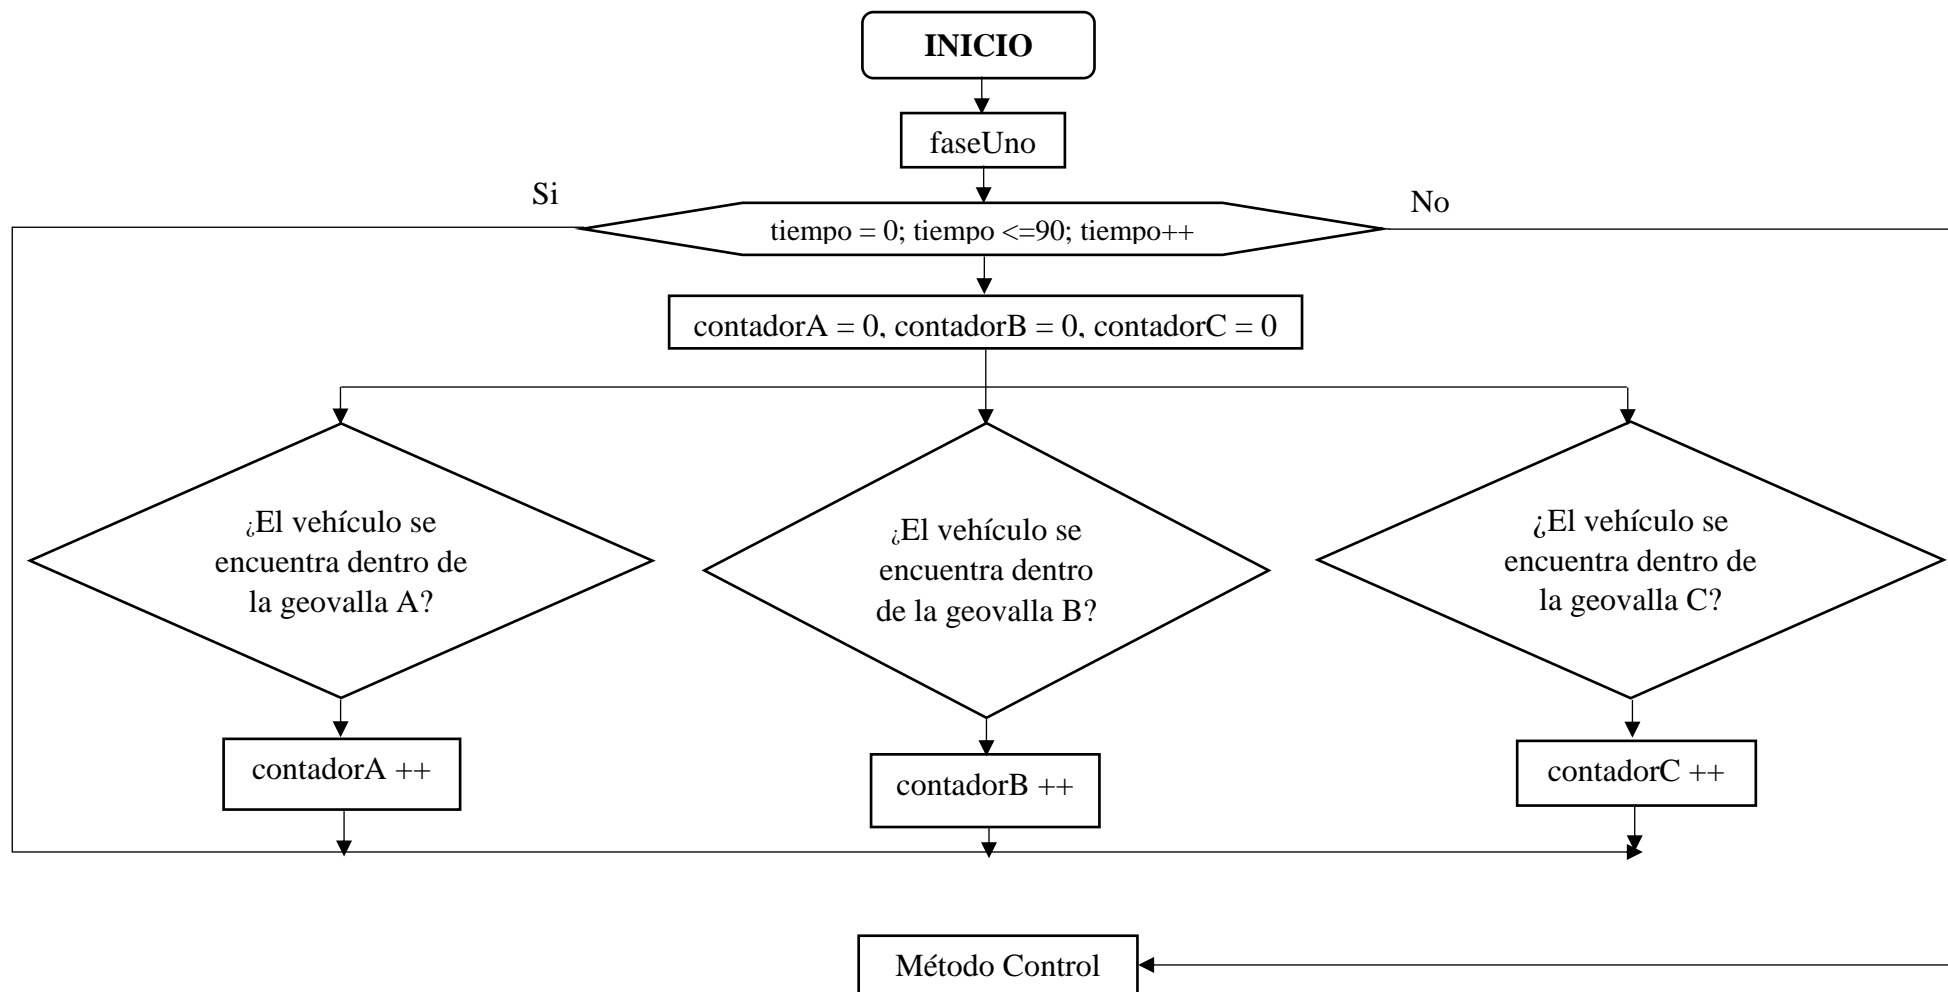 INICIO
faseUno
Si
No
tiempo = 0; tiempo <=90; tiempo++
contadorA = 0, contadorB = 0, contadorC = 0
¿El vehículo se
encuentra dentro de
la geovalla A?
¿El vehículo se
encuentra dentro
de la geovalla B?
¿El vehículo se
encuentra dentro de
la geovalla C?
contadorA ++
contadorB ++
contadorC ++
Método Control